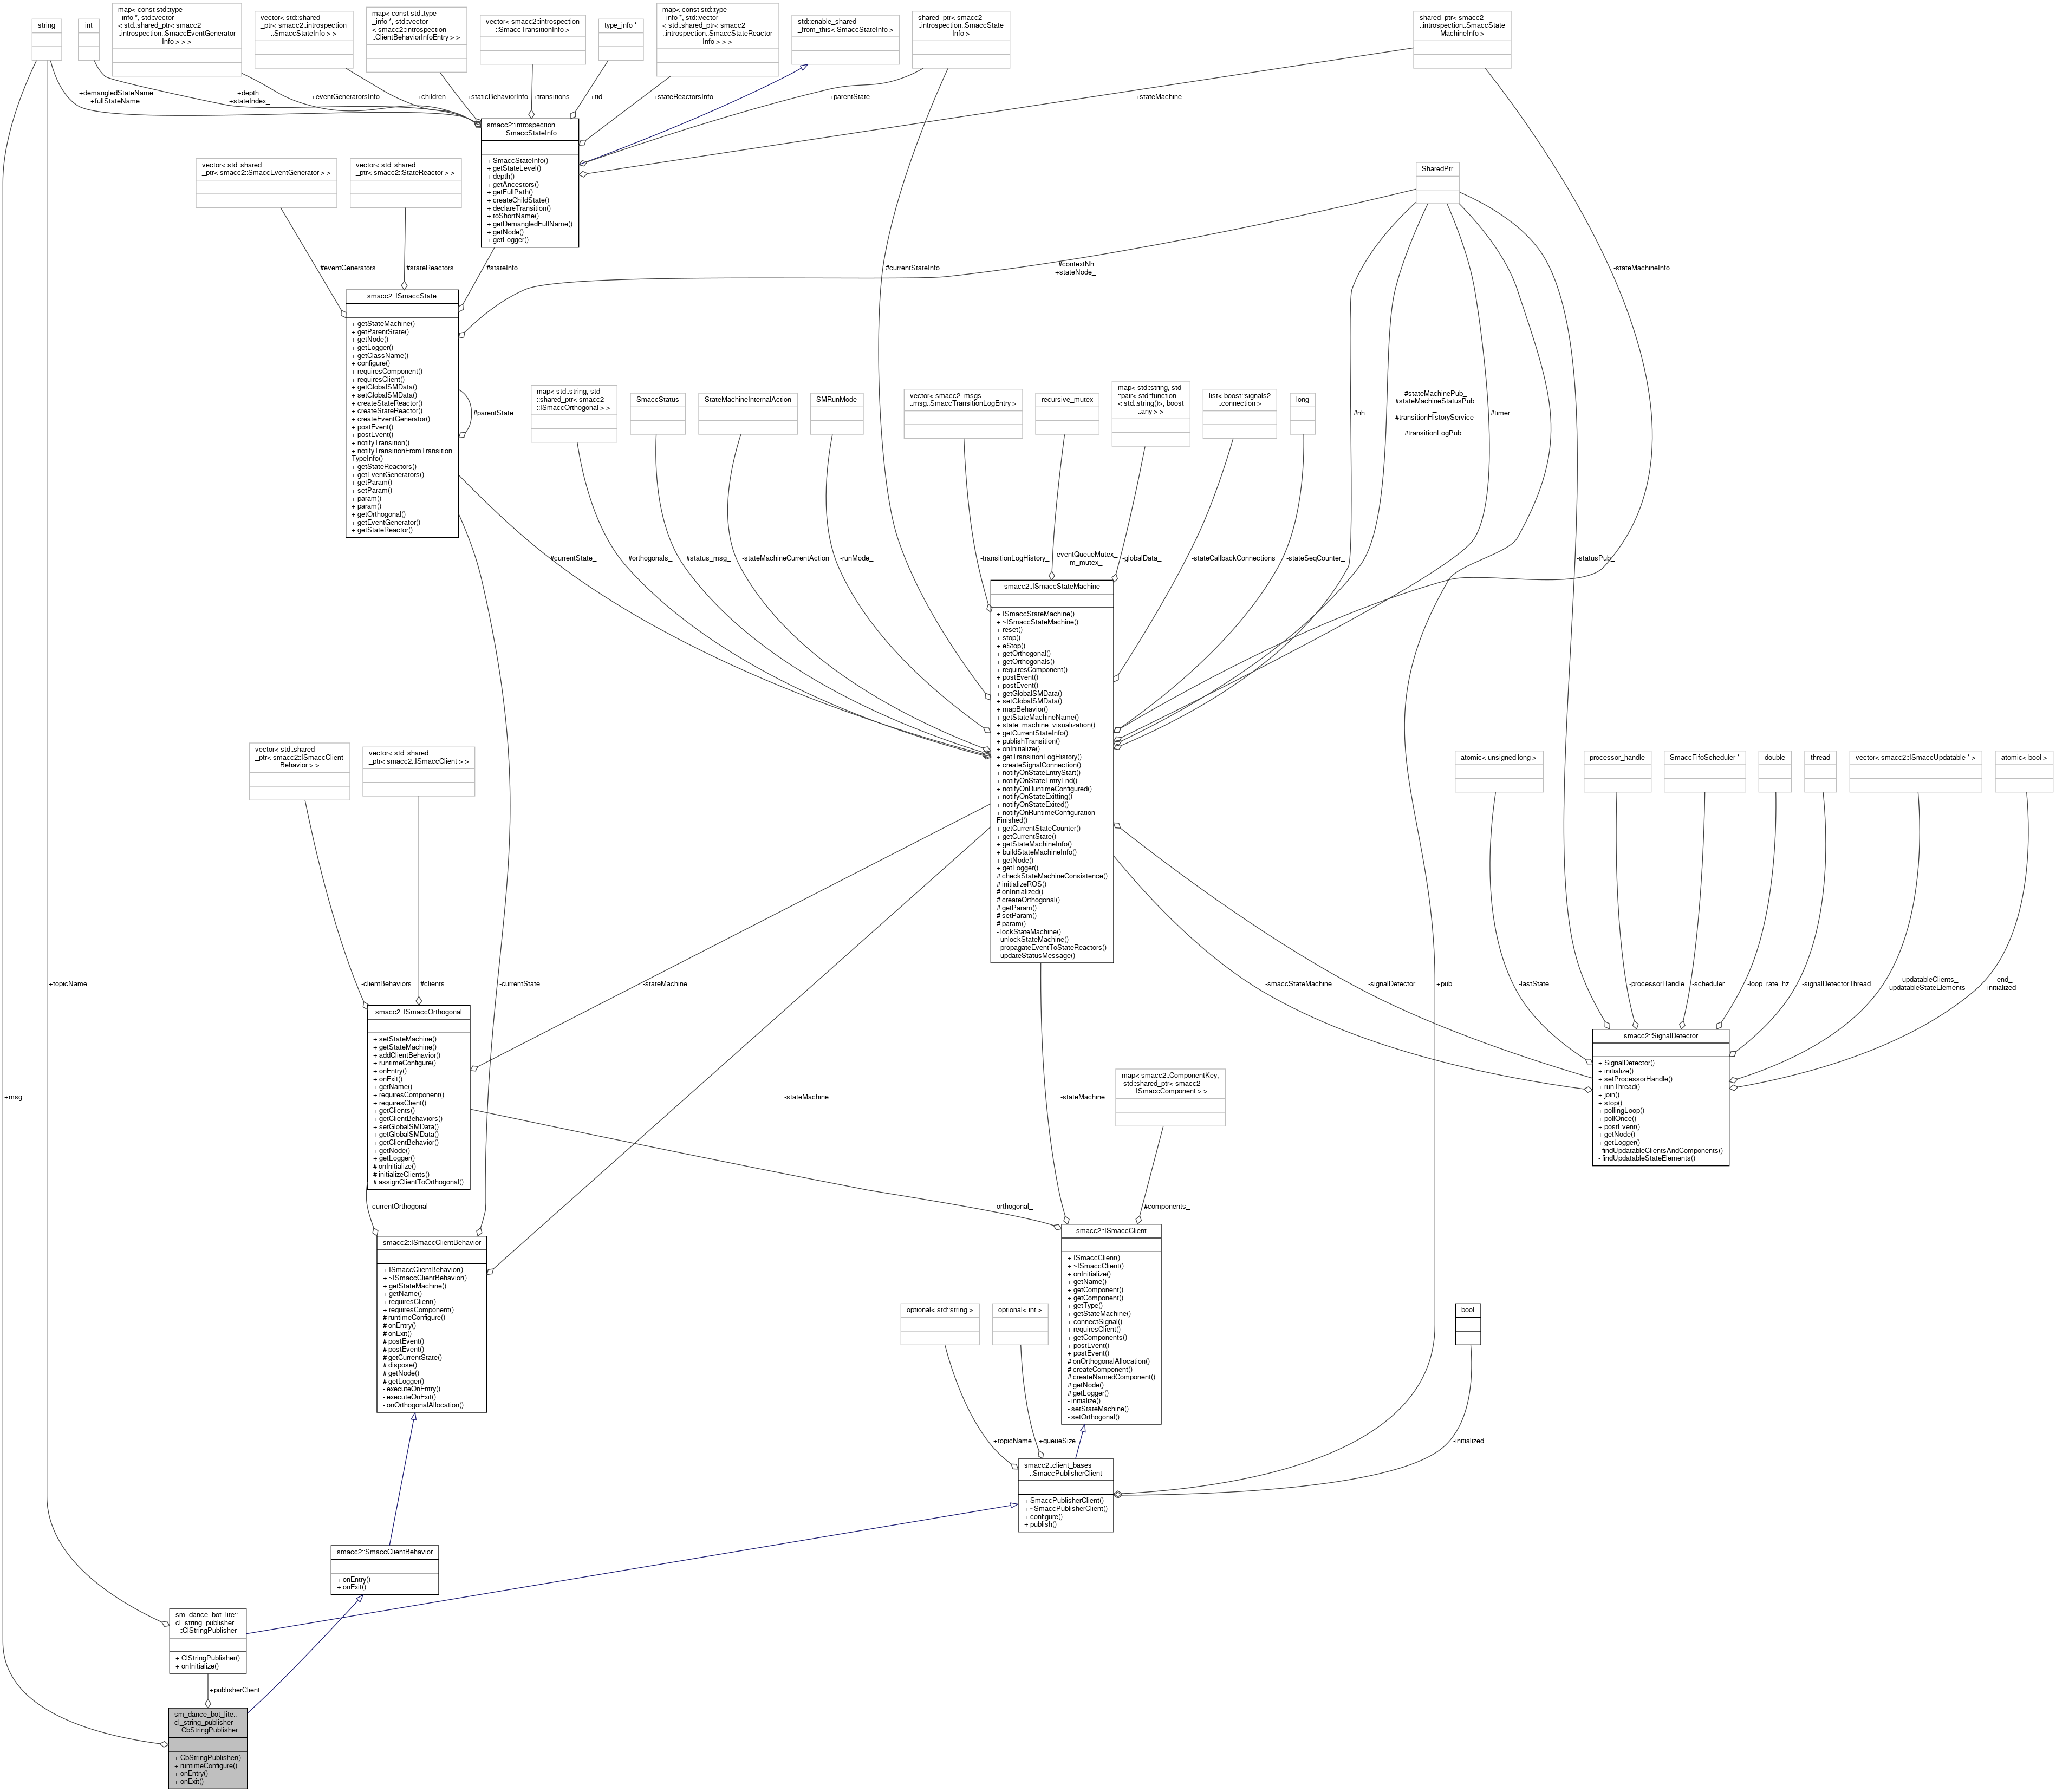 string
int
map< const std::type
_info *, std::vector
< std::shared_ptr< smacc2
::introspection::SmaccEventGenerator
Info > > >
vector< std::shared
_ptr< smacc2::introspection
::SmaccStateInfo > >
map< const std::type
_info *, std::vector
< smacc2::introspection
::ClientBehaviorInfoEntry > >
vector< smacc2::introspection
::SmaccTransitionInfo >
type_info *
map< const std::type
_info *, std::vector
< std::shared_ptr< smacc2
::introspection::SmaccStateReactor
Info > > >
std::enable_shared
_from_this< SmaccStateInfo >
shared_ptr< smacc2
::introspection::SmaccState
Info >
shared_ptr< smacc2
::introspection::SmaccState
MachineInfo >
+demangledStateName
+fullStateName
+depth_
+stateIndex_
+eventGeneratorsInfo
+children_
+staticBehaviorInfo
+transitions_
+tid_
+stateReactorsInfo
+parentState_
+stateMachine_
smacc2::introspection
::SmaccStateInfo
+ SmaccStateInfo()
+ getStateLevel()
+ depth()
+ getAncestors()
+ getFullPath()
+ createChildState()
+ declareTransition()
+ toShortName()
+ getDemangledFullName()
+ getNode()
+ getLogger()
vector< std::shared
_ptr< smacc2::SmaccEventGenerator > >
vector< std::shared
_ptr< smacc2::StateReactor > >
SharedPtr
#eventGenerators_
#stateReactors_
#stateInfo_
#currentStateInfo_
#contextNh
+stateNode_
-stateMachineInfo_
smacc2::ISmaccState
+ getStateMachine()
+ getParentState()
+ getNode()
+ getLogger()
+ getClassName()
+ configure()
+ requiresComponent()
+ requiresClient()
+ getGlobalSMData()
+ setGlobalSMData()
+ createStateReactor()
+ createStateReactor()
+ createEventGenerator()
+ postEvent()
+ postEvent()
+ notifyTransition()
+ notifyTransitionFromTransition
TypeInfo()
+ getStateReactors()
+ getEventGenerators()
+ getParam()
+ setParam()
+ param()
+ param()
+ getOrthogonal()
+ getEventGenerator()
+ getStateReactor()
#parentState_
map< std::string, std
::shared_ptr< smacc2
::ISmaccOrthogonal > >
SmaccStatus
StateMachineInternalAction
SMRunMode
vector< smacc2_msgs
::msg::SmaccTransitionLogEntry >
recursive_mutex
map< std::string, std
::pair< std::function
< std::string()>, boost
::any > >
list< boost::signals2
::connection >
long
#nh_
#stateMachinePub_
#stateMachineStatusPub
_
#transitionHistoryService
_
#transitionLogPub_
#timer_
#currentState_
#orthogonals_
#status_msg_
-stateMachineCurrentAction
-runMode_
-transitionLogHistory_
-eventQueueMutex_
-m_mutex_
-globalData_
-stateCallbackConnections
-stateSeqCounter_
-statusPub_
smacc2::ISmaccStateMachine
+ ISmaccStateMachine()
+ ~ISmaccStateMachine()
+ reset()
+ stop()
+ eStop()
+ getOrthogonal()
+ getOrthogonals()
+ requiresComponent()
+ postEvent()
+ postEvent()
+ getGlobalSMData()
+ setGlobalSMData()
+ mapBehavior()
+ getStateMachineName()
+ state_machine_visualization()
+ getCurrentStateInfo()
+ publishTransition()
+ onInitialize()
+ getTransitionLogHistory()
+ createSignalConnection()
+ notifyOnStateEntryStart()
+ notifyOnStateEntryEnd()
+ notifyOnRuntimeConfigured()
+ notifyOnStateExitting()
+ notifyOnStateExited()
+ notifyOnRuntimeConfiguration
Finished()
+ getCurrentStateCounter()
+ getCurrentState()
+ getStateMachineInfo()
+ buildStateMachineInfo()
+ getNode()
+ getLogger()
# checkStateMachineConsistence()
# initializeROS()
# onInitialized()
# createOrthogonal()
# getParam()
# setParam()
# param()
- lockStateMachine()
- unlockStateMachine()
- propagateEventToStateReactors()
- updateStatusMessage()
vector< std::shared
_ptr< smacc2::ISmaccClient
Behavior > >
vector< std::shared
_ptr< smacc2::ISmaccClient > >
atomic< unsigned long >
processor_handle
SmaccFifoScheduler *
double
thread
vector< smacc2::ISmaccUpdatable * >
atomic< bool >
+topicName_
-clientBehaviors_
#clients_
-currentState
-stateMachine_
-smaccStateMachine_
-signalDetector_
+pub_
-lastState_
-processorHandle_
-scheduler_
-loop_rate_hz
-signalDetectorThread_
-updatableClients_
-updatableStateElements_
-end_
-initialized_
smacc2::ISmaccOrthogonal
+ setStateMachine()
+ getStateMachine()
+ addClientBehavior()
+ runtimeConfigure()
+ onEntry()
+ onExit()
+ getName()
+ requiresComponent()
+ requiresClient()
+ getClients()
+ getClientBehaviors()
+ setGlobalSMData()
+ getGlobalSMData()
+ getClientBehavior()
+ getNode()
+ getLogger()
# onInitialize()
# initializeClients()
# assignClientToOrthogonal()
smacc2::SignalDetector
+ SignalDetector()
+ initialize()
+ setProcessorHandle()
+ runThread()
+ join()
+ stop()
+ pollingLoop()
+ pollOnce()
+ postEvent()
+ getNode()
+ getLogger()
- findUpdatableClientsAndComponents()
- findUpdatableStateElements()
map< smacc2::ComponentKey,
std::shared_ptr< smacc2
::ISmaccComponent > >
+msg_
-stateMachine_
-stateMachine_
-currentOrthogonal
-orthogonal_
#components_
smacc2::ISmaccClientBehavior
+ ISmaccClientBehavior()
+ ~ISmaccClientBehavior()
+ getStateMachine()
+ getName()
+ requiresClient()
+ requiresComponent()
# runtimeConfigure()
# onEntry()
# onExit()
# postEvent()
# postEvent()
# getCurrentState()
# dispose()
# getNode()
# getLogger()
- executeOnEntry()
- executeOnExit()
- onOrthogonalAllocation()
smacc2::ISmaccClient
+ ISmaccClient()
+ ~ISmaccClient()
+ onInitialize()
+ getName()
+ getComponent()
+ getComponent()
+ getType()
+ getStateMachine()
+ connectSignal()
+ requiresClient()
+ getComponents()
+ postEvent()
+ postEvent()
# onOrthogonalAllocation()
# createComponent()
# createNamedComponent()
# getNode()
# getLogger()
- initialize()
- setStateMachine()
- setOrthogonal()
optional< std::string >
optional< int >
bool
+topicName
+queueSize
-initialized_
smacc2::client_bases
::SmaccPublisherClient
+ SmaccPublisherClient()
+ ~SmaccPublisherClient()
+ configure()
+ publish()
smacc2::SmaccClientBehavior
+ onEntry()
+ onExit()
sm_dance_bot_lite::
cl_string_publisher
::ClStringPublisher
+ ClStringPublisher()
+ onInitialize()
+publisherClient_
sm_dance_bot_lite::
cl_string_publisher
::CbStringPublisher
+ CbStringPublisher()
+ runtimeConfigure()
+ onEntry()
+ onExit()